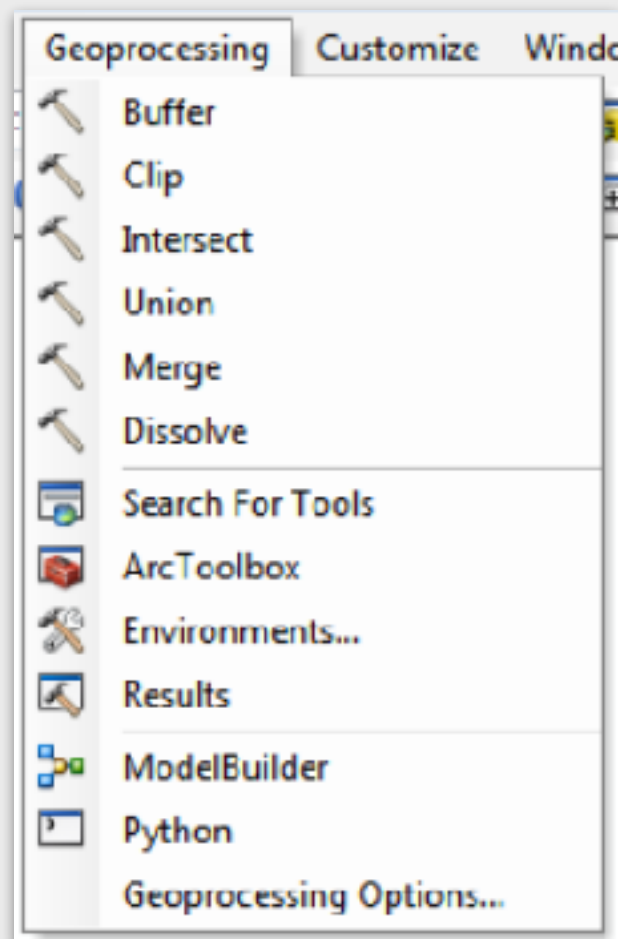 Geoprocessing Customize
Buffer
Clip
Intersect
Union
Merge
Dissolve
Search For Tools
ArcToolbox
Environments...
Results
ModelBuilder
Python
Geoprocessing Options...